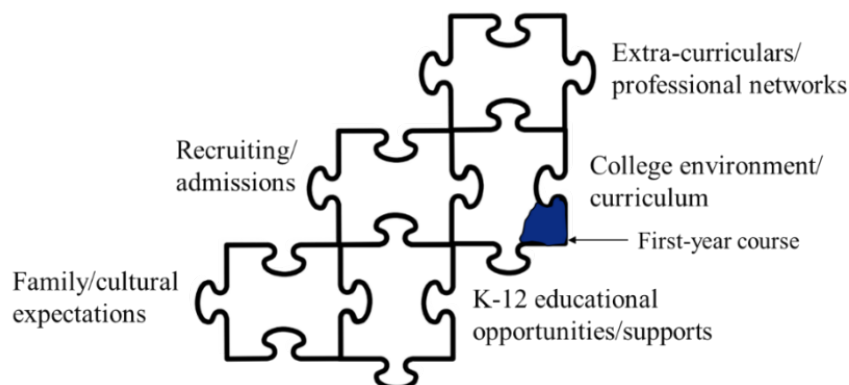 Extra-curriculars/
professional networks
Recruiting/
admissions
College environment/
curriculum
First-year course
Family/cultural
expectations
K-12 educational
opportunities/supports